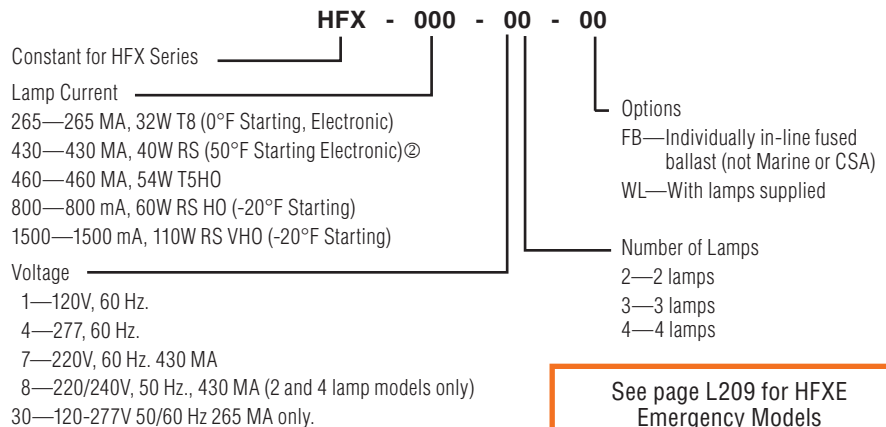 HFX - 000 - 00 - 00
Constant for HFX Series
Lamp Current
265—265 MA, 32W T8 (0°F Starting, Electronic)
430—430 MA, 40W RS (50°F Starting Electronic)②
460—460 MA, 54W T5HO
800—800 mA, 60W RS HO (-20°F Starting)
1500—1500 mA, 110W RS VHO (-20°F Starting)
Voltage
1—120V, 60 Hz.
4—277, 60 Hz.
7—220V, 60 Hz. 430 MA
8—220/240V, 50 Hz., 430 MA (2 and 4 lamp models only)
30—120-277V 50/60 Hz 265 MA only.
Options
FB—Individually in-line fused
ballast (not Marine or CSA)
WL—With lamps supplied
Number of Lamps
2—2 lamps
3—3 lamps
4—4 lamps
See page L209 for HFXE
Emergency Models